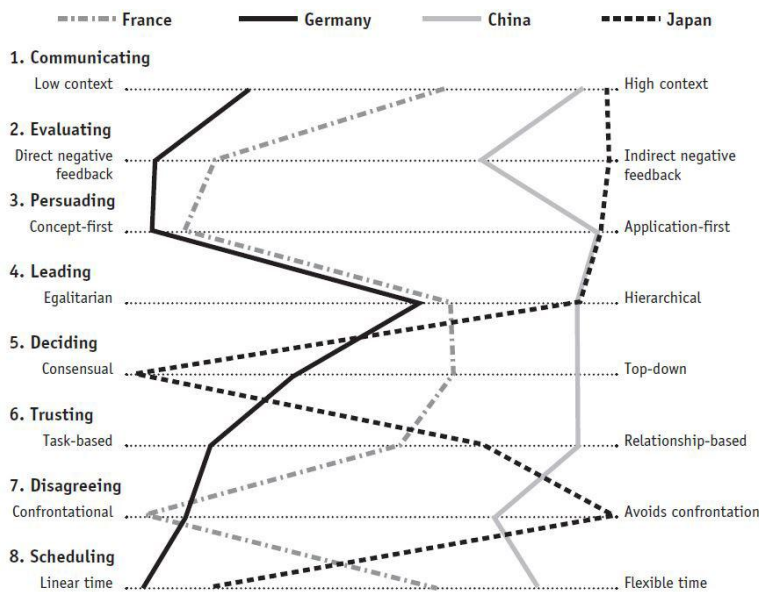 France Germany China Japan
1. Communicating
Low context High context
2. Evaluating
Direct negative Indirect negative
feedback feedback
3. Persuading
Concept-first Application-first
4. Leading
Egalitarian Hierarchical
5. Deciding
Consensual Top-down
6. Trusting
Task-based Relationship-based
7. Disagreeing
Confrontational Avoids confrontation
8. Scheduling
Linear time Flexible time